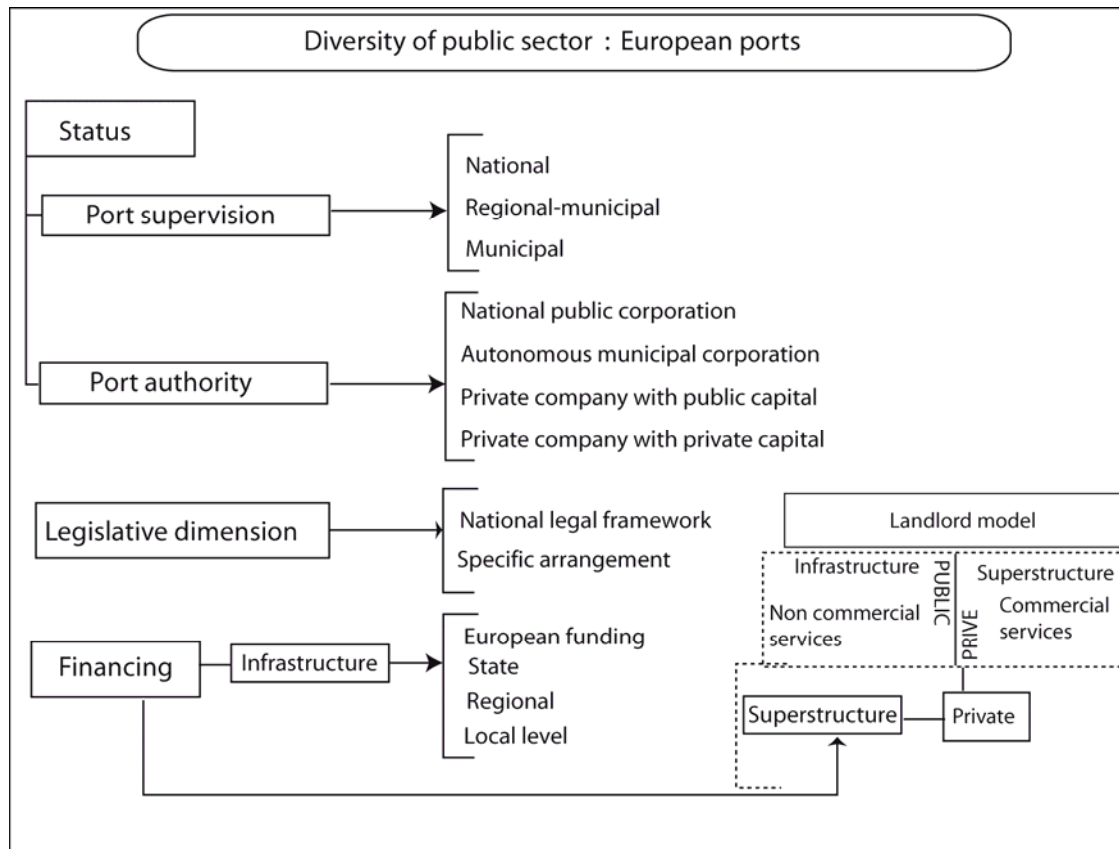 Diversity of public sector : European ports
Status
Port supervision
National
Regional-municipal
Municipal
Port authority
National public corporation
Autonomous municipal corporation
Private company with public capital
Private company with private capital
Legislative dimension
National legal framework
Specific arrangement
Financing
Infrastructure
European funding
State
Regional
Local level
Landlord model
Infrastructure
Non commercial
services
PUBLIC
PRIVE
Superstructure
Commercial
services
Superstructure
Private